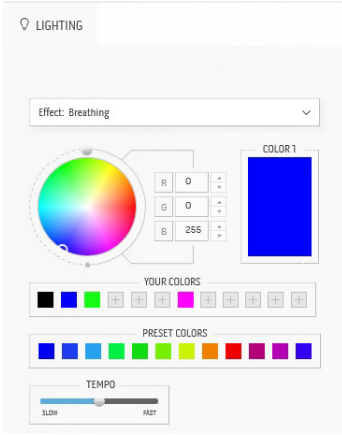 LIGHTING
Effect: Breathing
COLOR 1
R 0
G 0
B 255
YOUR COLORS
PRESET COLORS
TEMPO
SLOW FAST